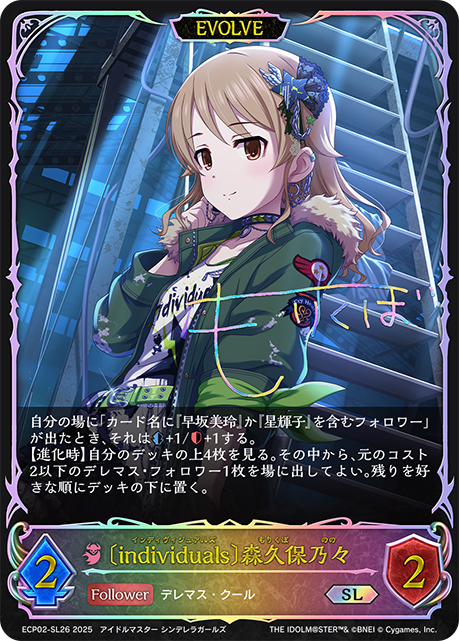 EVOLVE
individual
もくぼ
自分の場に「カード名に『早坂美玲』か『星輝子』を含むフォロワー」
が出たとき、それは+1/+1する。
【進化時】自分のデッキの上4枚を見る。その中から、元のコスト
2以下のデレマス・フォロワー1枚を場に出してよい。残りを好
きな順にデッキの下に置く。
インディヴィジュアルズ もりくぼ のの
〔individuals〕森久保乃々
2 2
Follower デレマス・クール SL
ECP02-SL26 2025 アイドルマスター シンデレラガールズ THE IDOLM@STER™& ©BNEI © Cygames, Inc.